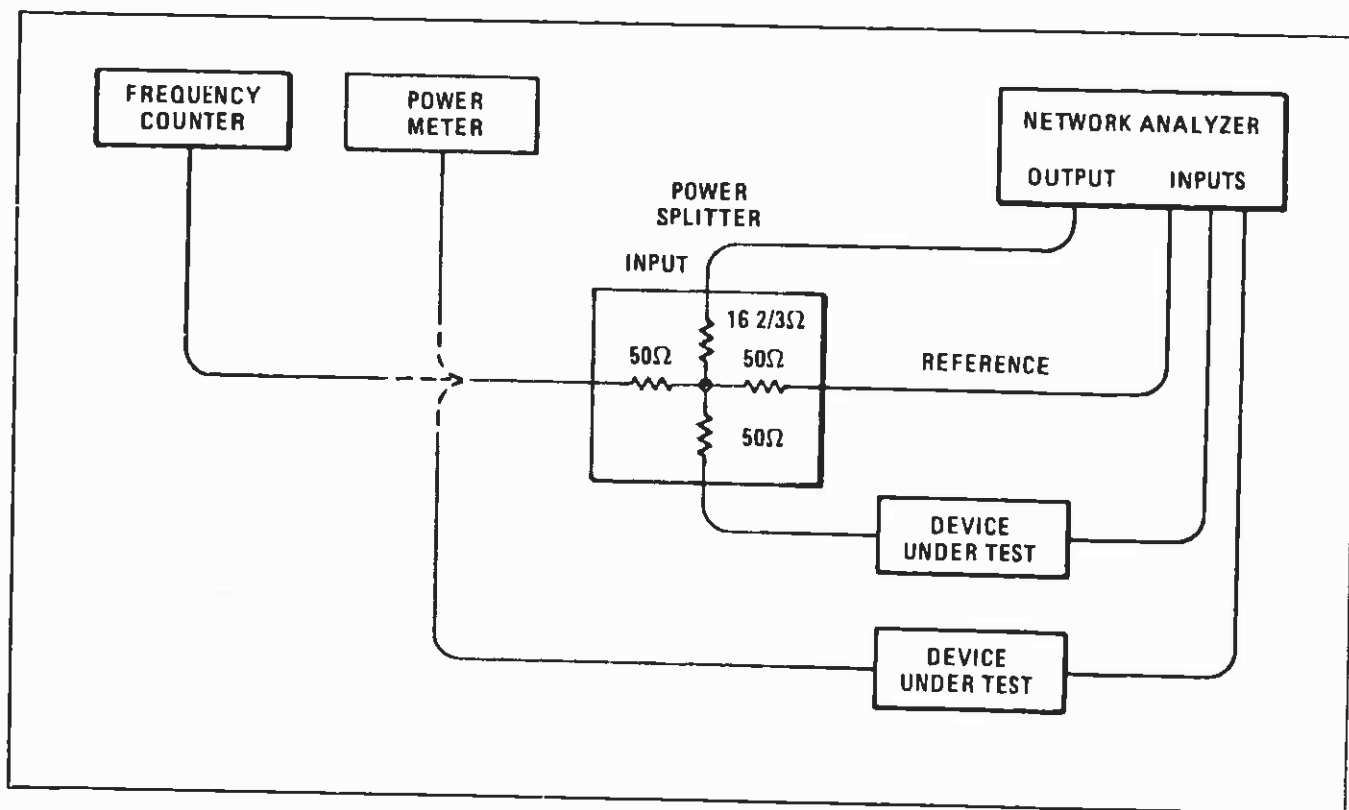 FREQUENCY
COUNTER
POWER
METER
NETWORK ANALYZER
OUTPUT INPUTS
POWER
SPLITTER
INPUT
16 2/3Ω
50Ω
50Ω
REFERENCE
50Ω
DEVICE
UNDER TEST
DEVICE
UNDER TEST